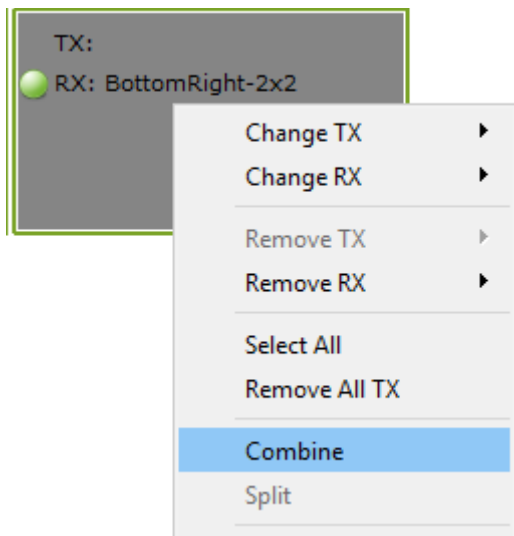 TX:
RX: BottomRight-2x2
Change TX
Change RX
Remove TX
Remove RX
Select All
Remove All TX
Combine
Split